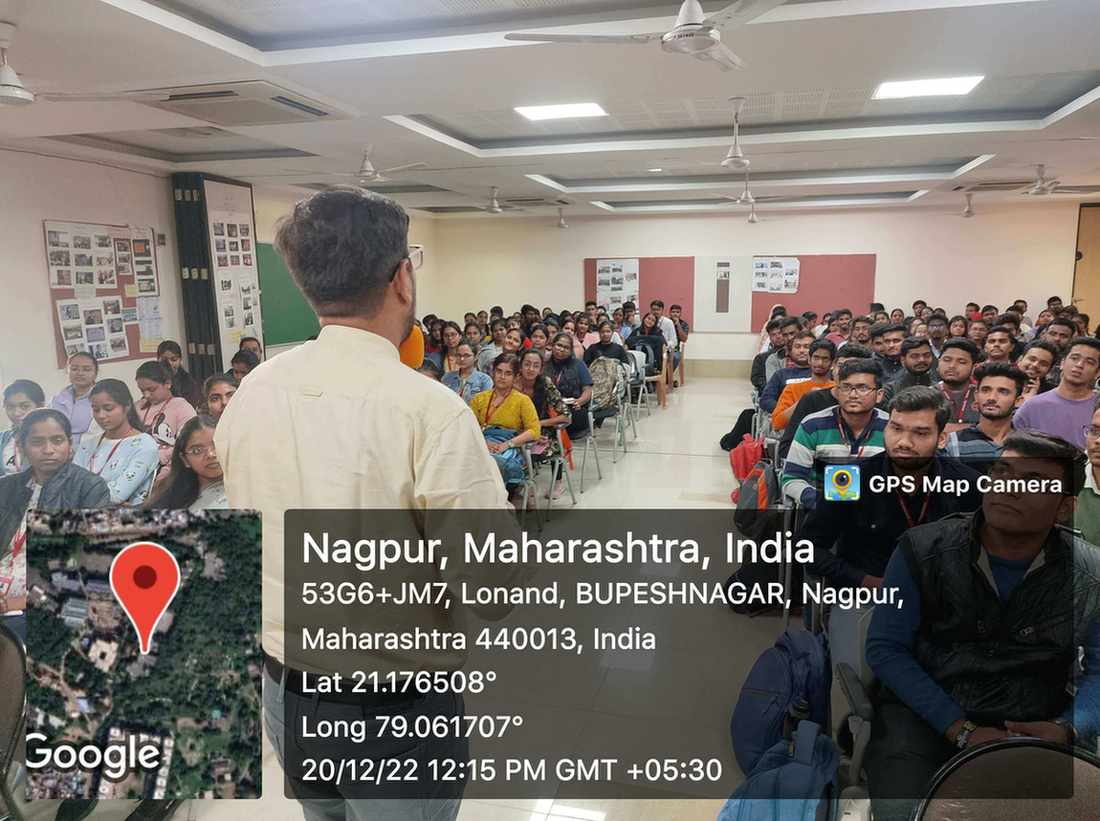 GPS Map Camera
Nagpur, Maharashtra, India
53G6+JM7, Lonand, BUPESHNAGAR, Nagpur,
Maharashtra 440013, India
Lat 21.176508°
Long 79.061707°
20/12/22 12:15 PM GMT +05:30
Google